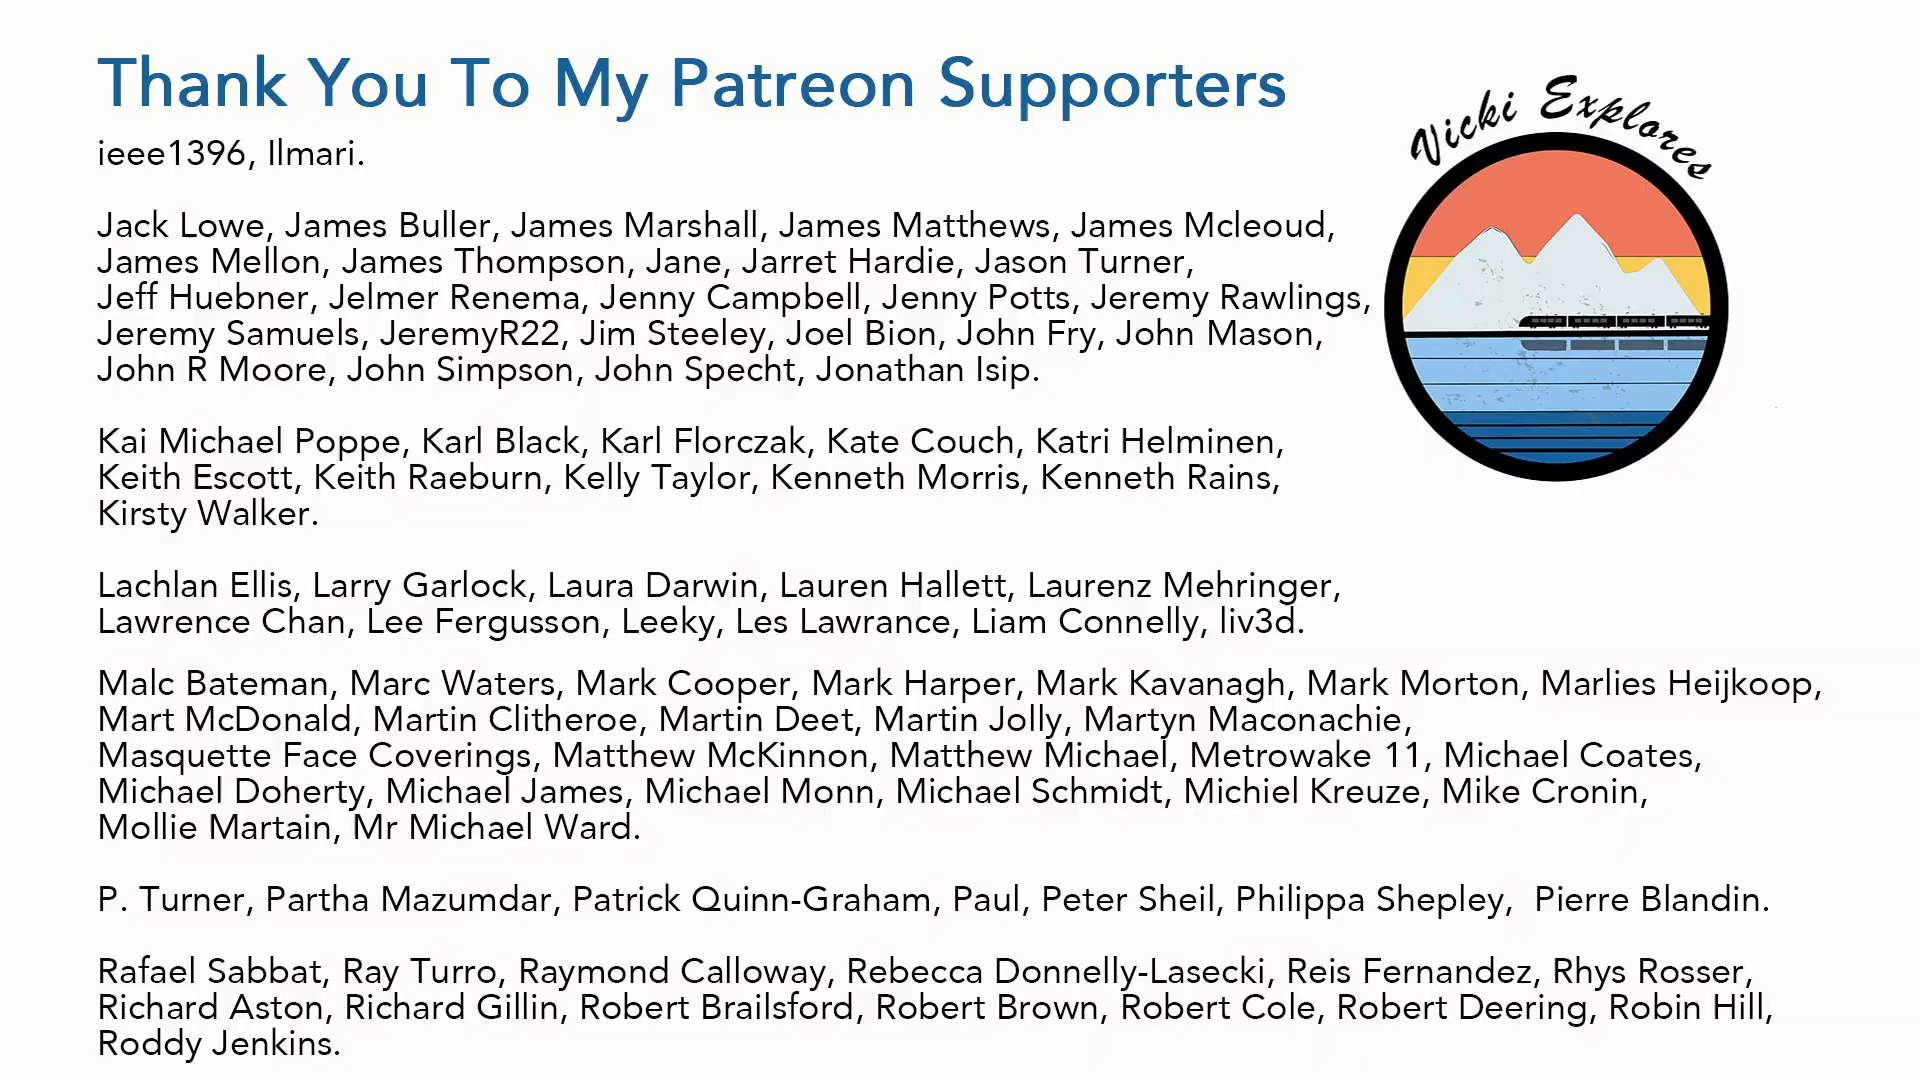 Thank You To My Patreon Supporters
Vicki Explores
ieee1396, Ilmari.
Jack Lowe, James Buller, James Marshall, James Matthews, James Mcleoud,
James Mellon, James Thompson, Jane, Jarret Hardie, Jason Turner,
Jeff Huebner, Jelmer Renema, Jenny Campbell, Jenny Potts, Jeremy Rawlings,
Jeremy Samuels, JeremyR22, Jim Steeley, Joel Bion, John Fry, John Mason,
John R Moore, John Simpson, John Specht, Jonathan Isip.
Kai Michael Poppe, Karl Black, Karl Florczak, Kate Couch, Katri Helminen,
Keith Escott, Keith Raeburn, Kelly Taylor, Kenneth Morris, Kenneth Rains,
Kirsty Walker.
Lachlan Ellis, Larry Garlock, Laura Darwin, Lauren Hallett, Laurenz Mehringer,
Lawrence Chan, Lee Fergusson, Leeky, Les Lawrance, Liam Connelly, liv3d.
Malc Bateman, Marc Waters, Mark Cooper, Mark Harper, Mark Kavanagh, Mark Morton, Marlies Heijkoop,
Mart McDonald, Martin Clitheroe, Martin Deet, Martin Jolly, Martyn Maconachie,
Masquette Face Coverings, Matthew McKinnon, Matthew Michael, Metrowake 11, Michael Coates,
Michael Doherty, Michael James, Michael Monn, Michael Schmidt, Michiel Kreuze, Mike Cronin,
Mollie Martain, Mr Michael Ward.
P. Turner, Partha Mazumdar, Patrick Quinn-Graham, Paul, Peter Sheil, Philippa Shepley,  Pierre Blandin.
Rafael Sabbat, Ray Turro, Raymond Calloway, Rebecca Donnelly-Lasecki, Reis Fernandez, Rhys Rosser,
Richard Aston, Richard Gillin, Robert Brailsford, Robert Brown, Robert Cole, Robert Deering, Robin Hill,
Roddy Jenkins.